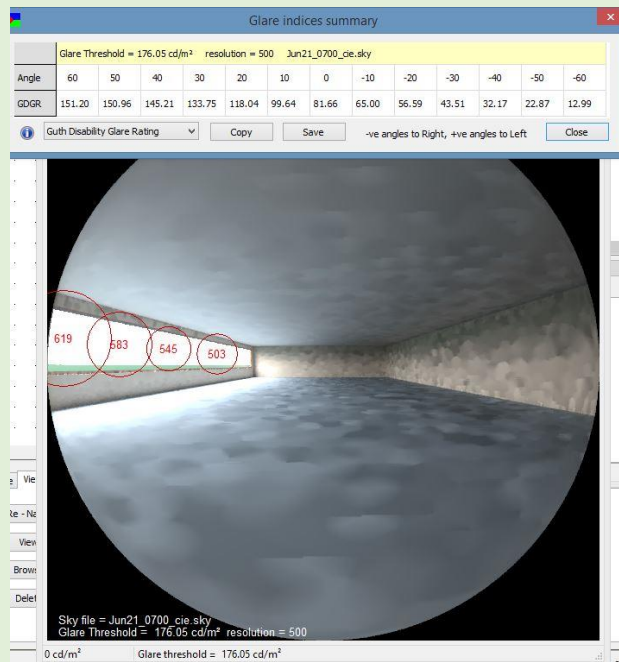 Glare indices summary
Glare Threshold = 176.05 cd/m² resolution = 500 Jun21_0700_cie.sky
Angle 60 50 40 30 20 10 0 -10 -20 -30 -40 -50 -60
GDGR 151.20 150.96 145.21 133.75 118.04 99.64 81.66 65.00 56.59 43.51 32.17 22.87 12.99
Guth Disability Glare Rating Copy Save -ve angles to Right, +ve angles to Left Close
619 583 545 503
Vie
Re - Na
View
Brows
Delet
Sky file = Jun21_0700_cie.sky
Glare Threshold = 176.05 cd/m² resolution = 500
0 cd/m² Glare threshold = 176.05 cd/m²